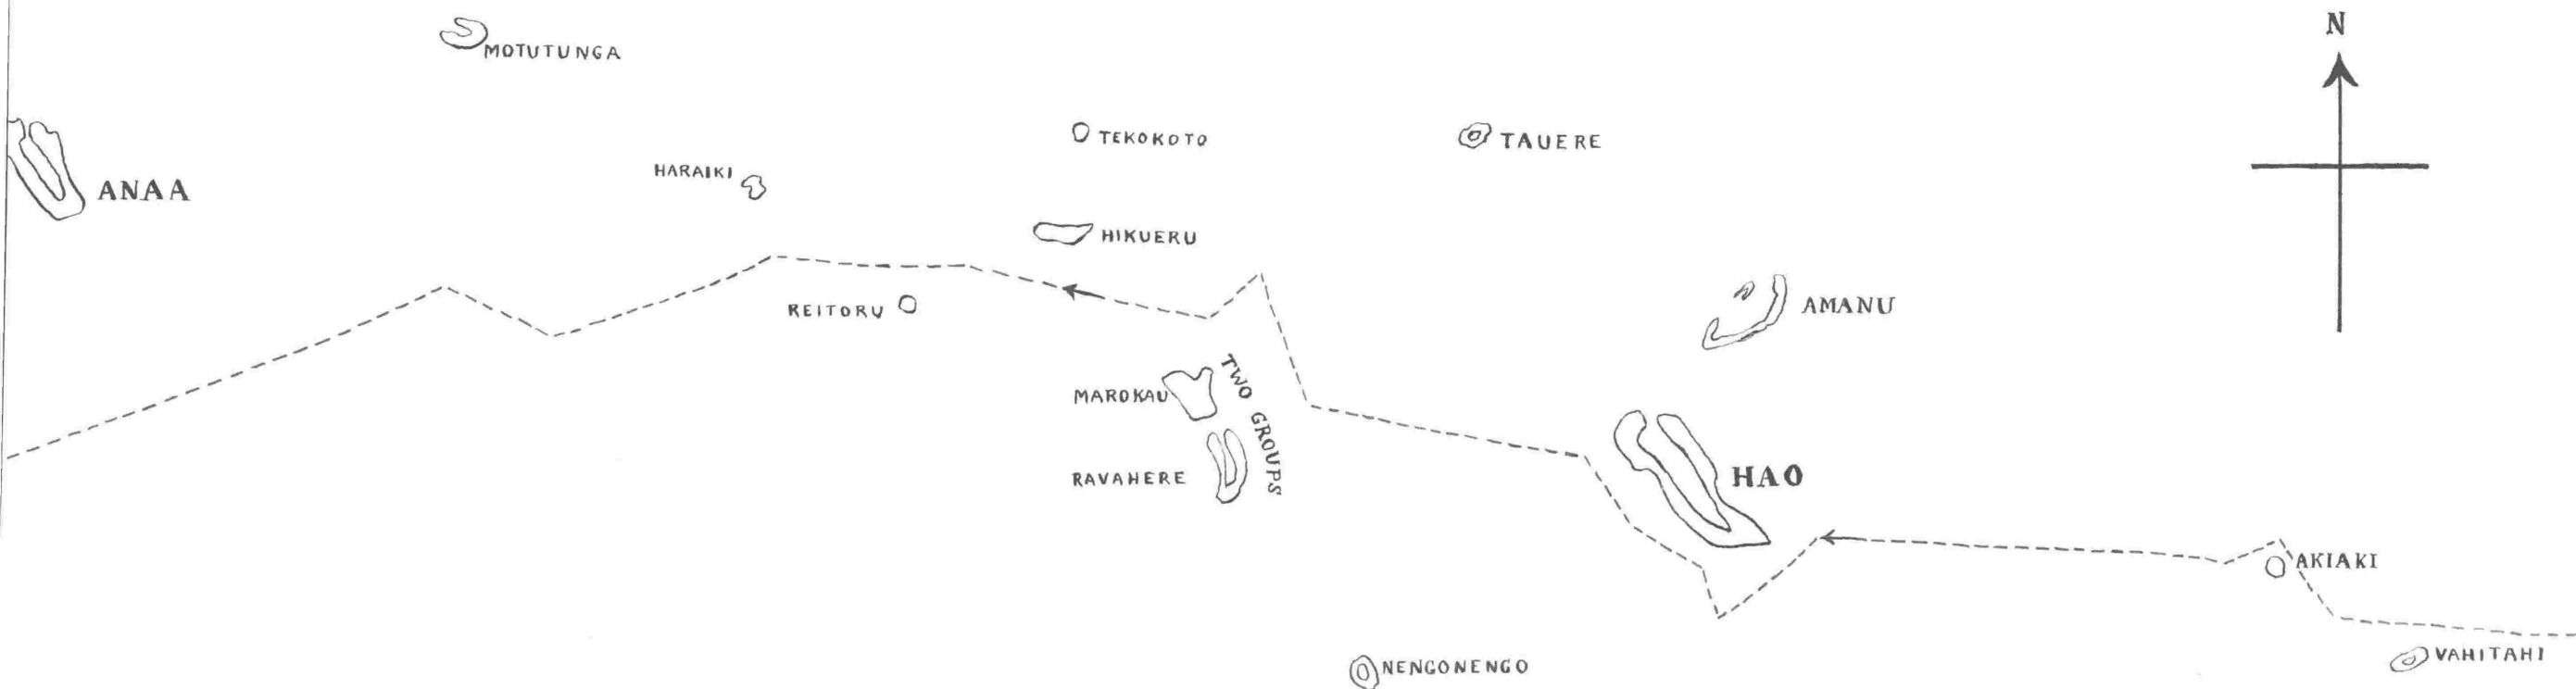 N
MOTUTUNGA
TEKOKOTO
TAUERE
HARAIKI
ANAA
HIKUERU
REITORU
AMANU
MAROKAU
TWO GROUPS
RAVAHERE
HAO
AKIAKI
VAHITAHI
NENGONENGO